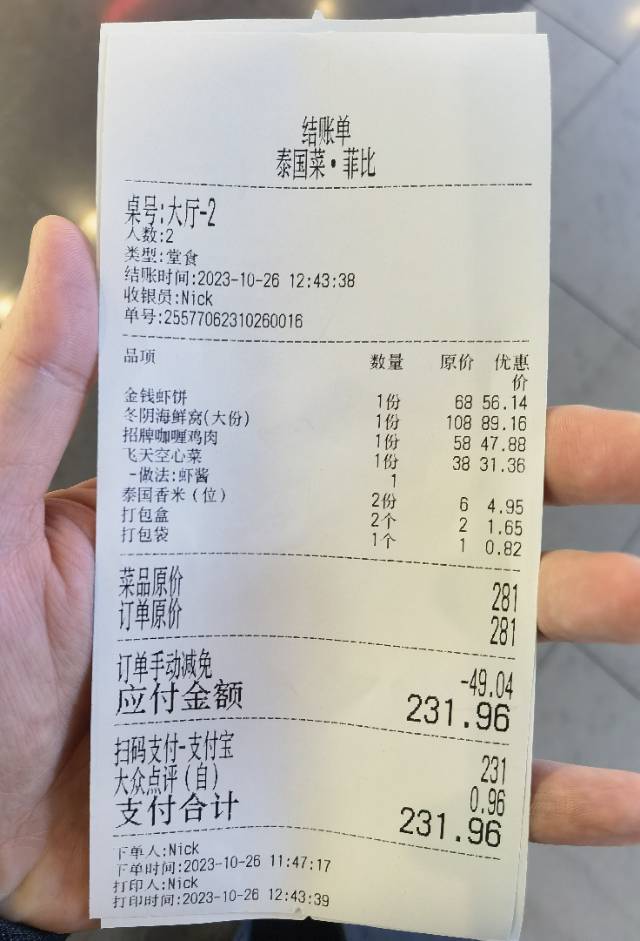 结账单
泰国菜·菲比
桌号:大厅-2
人数:2
类型:堂食
结账时间:2023-10-26 12:43:38
收银员:Nick
单号:25577062310260016
品项 数量 原价 优惠价
金钱虾饼 1份 68 56.14
冬阴海鲜窝(大份) 1份 108 89.16
招牌咖喱鸡肉 1份 58 47.88
飞天空心菜 1份 38 31.36
-做法:虾酱 1
泰国香米(位) 2份 6 4.95
打包盒 2个 2 1.65
打包袋 1个 1 0.82
菜品原价 281
订单原价 281
订单手动减免 -49.04
应付金额 231.96
扫码支付-支付宝 231
大众点评(自) 0.96
支付合计 231.96
下单人:Nick
下单时间:2023-10-26 11:47:17
打印人:Nick
打印时间:2023-10-26 12:43:39